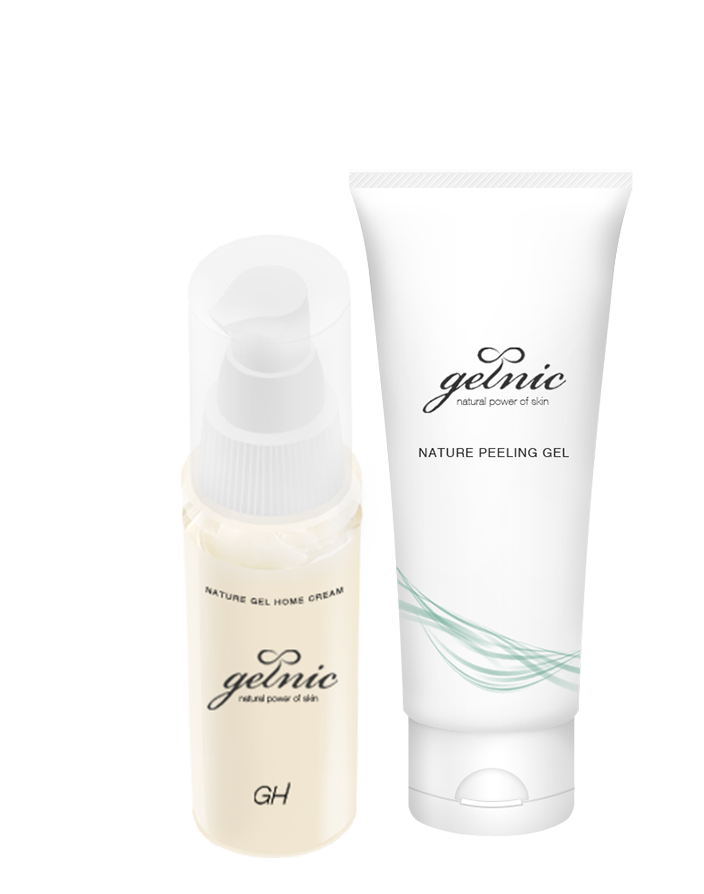 NATURE GEL HOME CREAM
gelnic
natural power of skin
GH
gelnic
natural power of skin
NATURE PEELING GEL